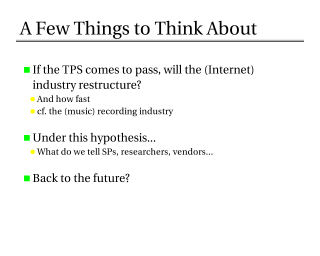 A Few Things to Think About
If the TPS comes to pass, will the (Internet)
industry restructure?
And how fast
cf. the (music) recording industry
Under this hypothesis...
What do we tell SPs, researchers, vendors...
Back to the future?